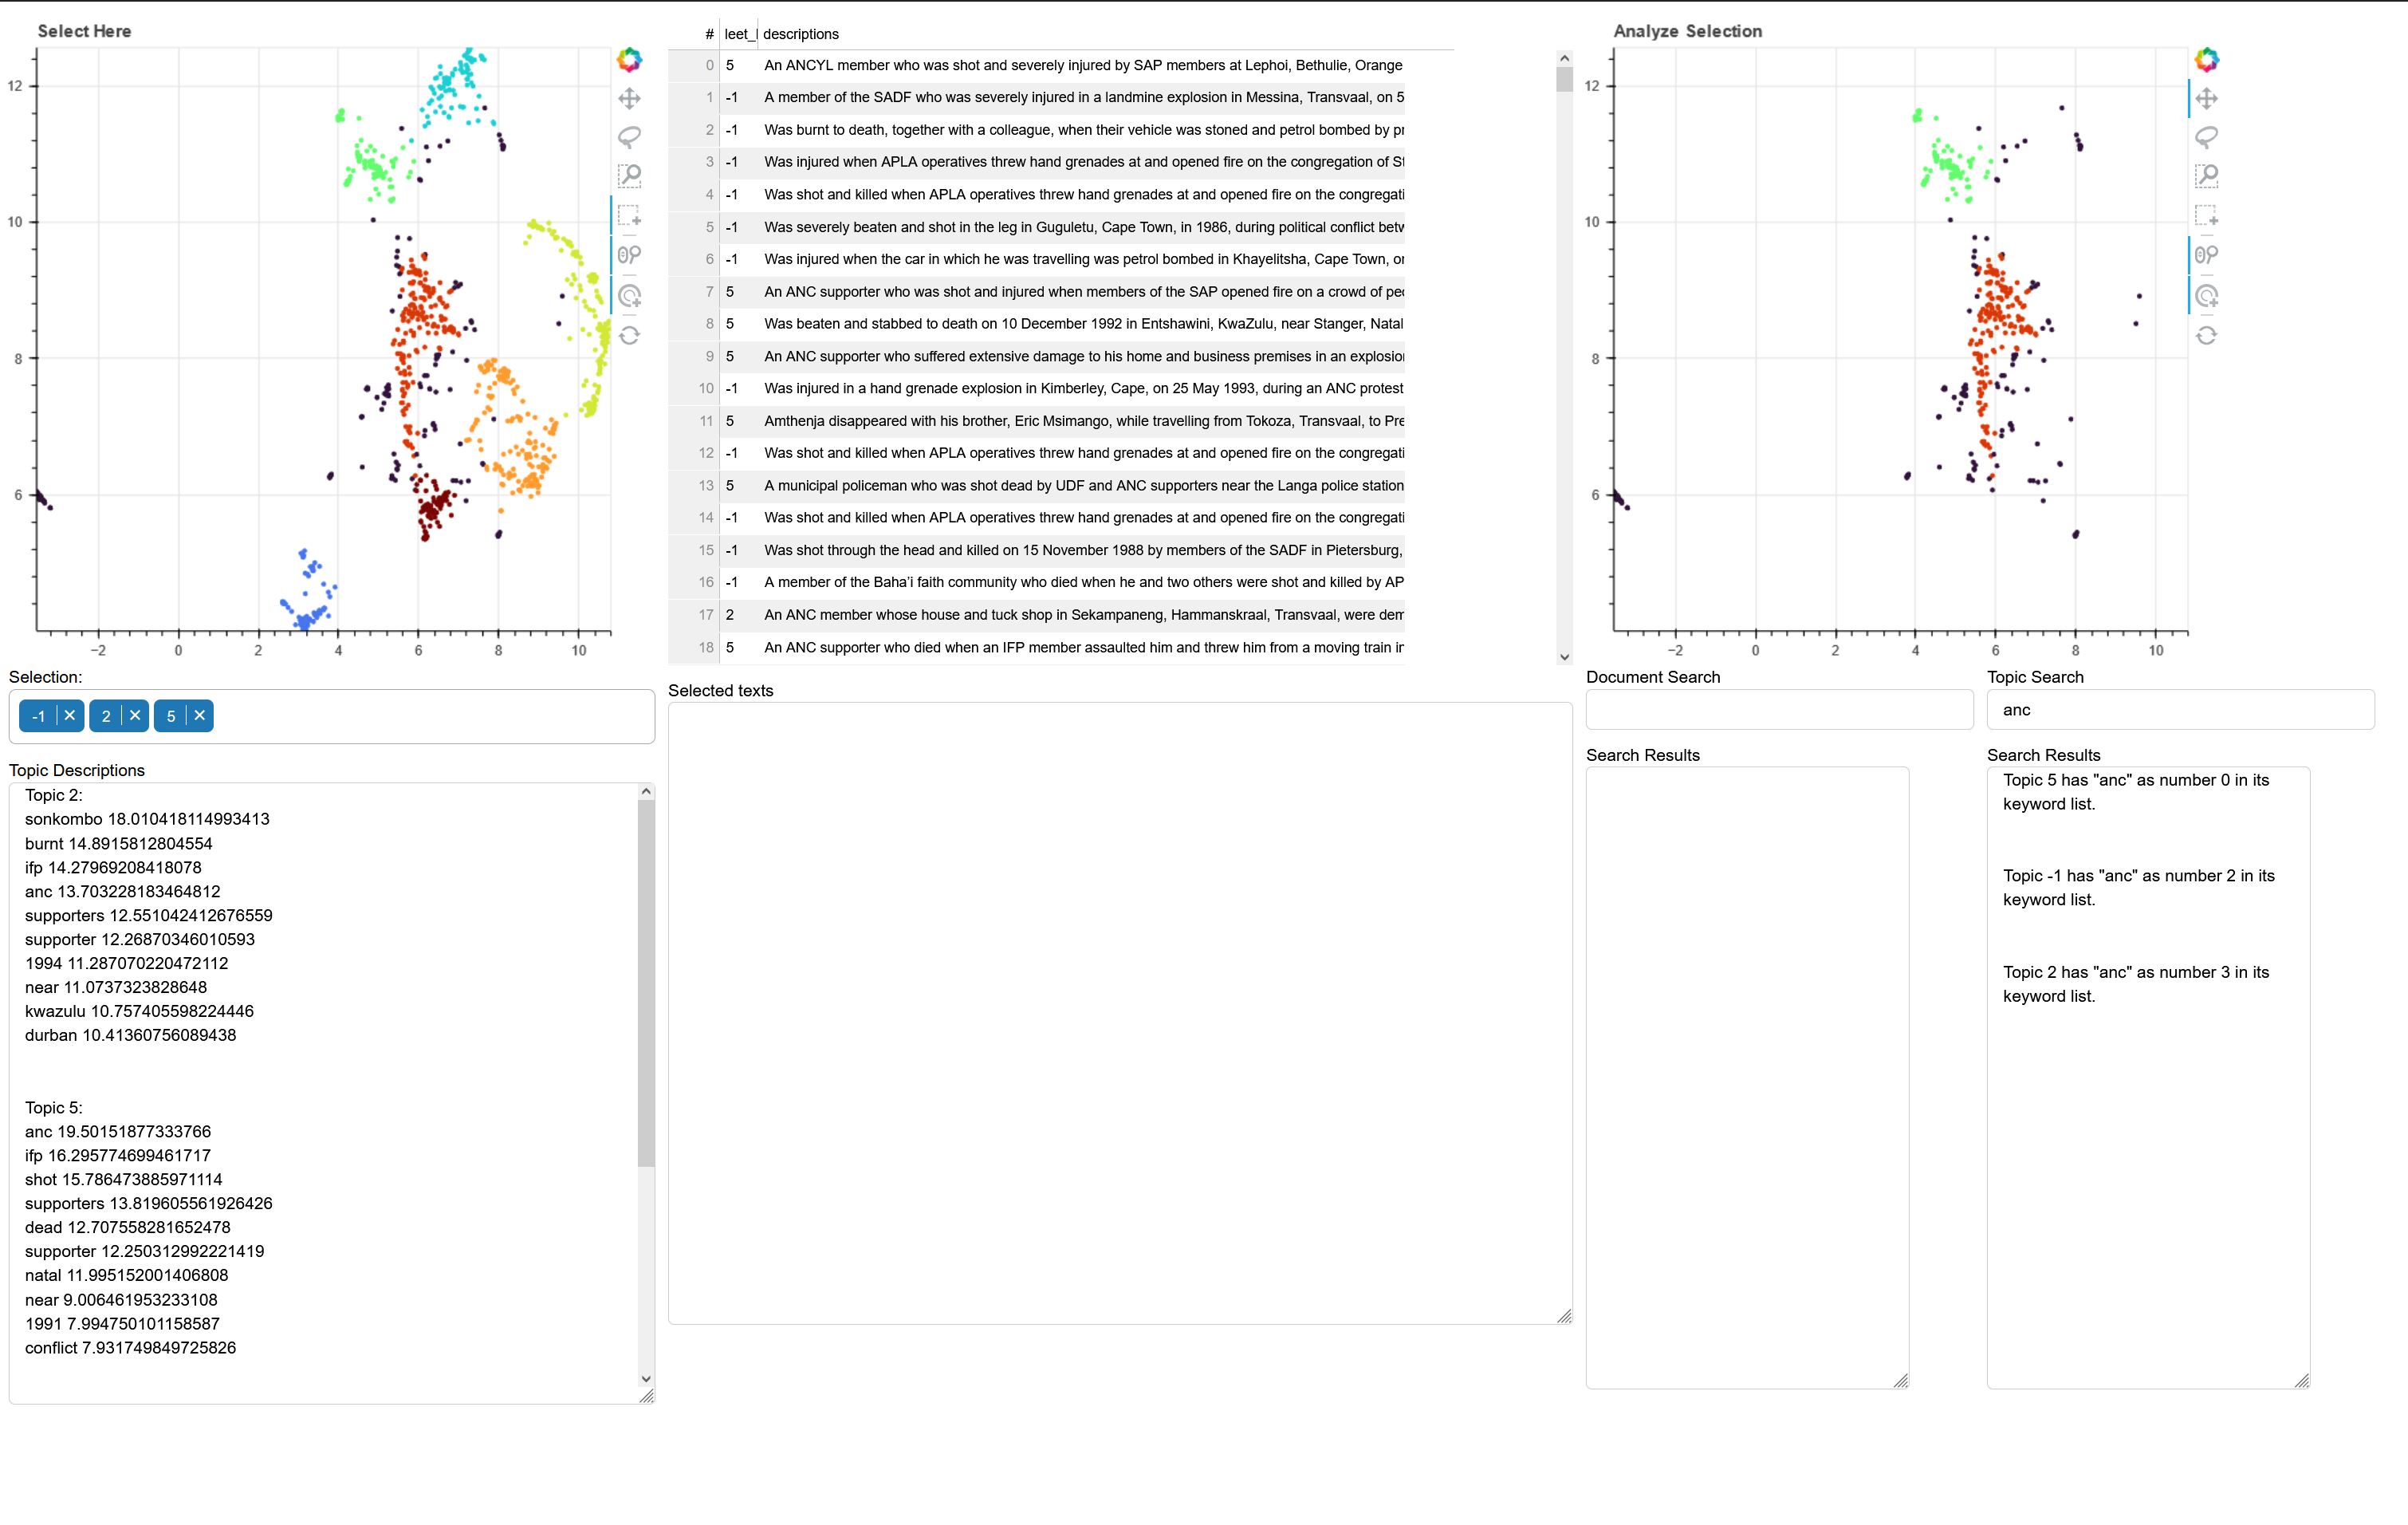 Select Here
12
10
8
6
−2 0 2 4 6 8 10
# leet_l descriptions
0 5 An ANCYL member who was shot and severely injured by SAP members at Lephoi, Bethulie, Orange
1 -1 A member of the SADF who was severely injured in a landmine explosion in Messina, Transvaal, on 5
2 -1 Was burnt to death, together with a colleague, when their vehicle was stoned and petrol bombed by pr
3 -1 Was injured when APLA operatives threw hand grenades at and opened fire on the congregation of St
4 -1 Was shot and killed when APLA operatives threw hand grenades at and opened fire on the congregati
5 -1 Was severely beaten and shot in the leg in Guguletu, Cape Town, in 1986, during political conflict betw
6 -1 Was injured when the car in which he was travelling was petrol bombed in Khayelitsha, Cape Town, or
7 5 An ANC supporter who was shot and injured when members of the SAP opened fire on a crowd of pec
8 5 Was beaten and stabbed to death on 10 December 1992 in Entshawini, KwaZulu, near Stanger, Natal
9 5 An ANC supporter who suffered extensive damage to his home and business premises in an explosior
10 -1 Was injured in a hand grenade explosion in Kimberley, Cape, on 25 May 1993, during an ANC protest
11 5 Amthenja disappeared with his brother, Eric Msimango, while travelling from Tokoza, Transvaal, to Pre
12 -1 Was shot and killed when APLA operatives threw hand grenades at and opened fire on the congregati
13 5 A municipal policeman who was shot dead by UDF and ANC supporters near the Langa police station
14 -1 Was shot and killed when APLA operatives threw hand grenades at and opened fire on the congregati
15 -1 Was shot through the head and killed on 15 November 1988 by members of the SADF in Pietersburg,
16 -1 A member of the Baha’i faith community who died when he and two others were shot and killed by AP
17 2 An ANC member whose house and tuck shop in Sekampaneng, Hammanskraal, Transvaal, were dem
18 5 An ANC supporter who died when an IFP member assaulted him and threw him from a moving train ir
Analyze Selection
12
10
8
6
−2 0 2 4 6 8 10
Selection:
-1 2 5
Topic Descriptions
Topic 2:
sonkombo 18.010418114993413
burnt 14.8915812804554
ifp 14.27969208418078
anc 13.703228183464812
supporters 12.551042412676559
supporter 12.26870346010593
1994 11.287070220472112
near 11.0737323828648
kwazulu 10.757405598224446
durban 10.41360756089438
Topic 5:
anc 19.50151877333766
ifp 16.295774699461717
shot 15.786473885971114
supporters 13.819605561926426
dead 12.707558281652478
supporter 12.250312992221419
natal 11.995152001406808
near 9.006461953233108
1991 7.994750101158587
conflict 7.931749849725826
Selected texts
Document Search
Search Results
Topic Search
anc
Search Results
Topic 5 has "anc" as number 0 in its
keyword list.
Topic -1 has "anc" as number 2 in its
keyword list.
Topic 2 has "anc" as number 3 in its
keyword list.